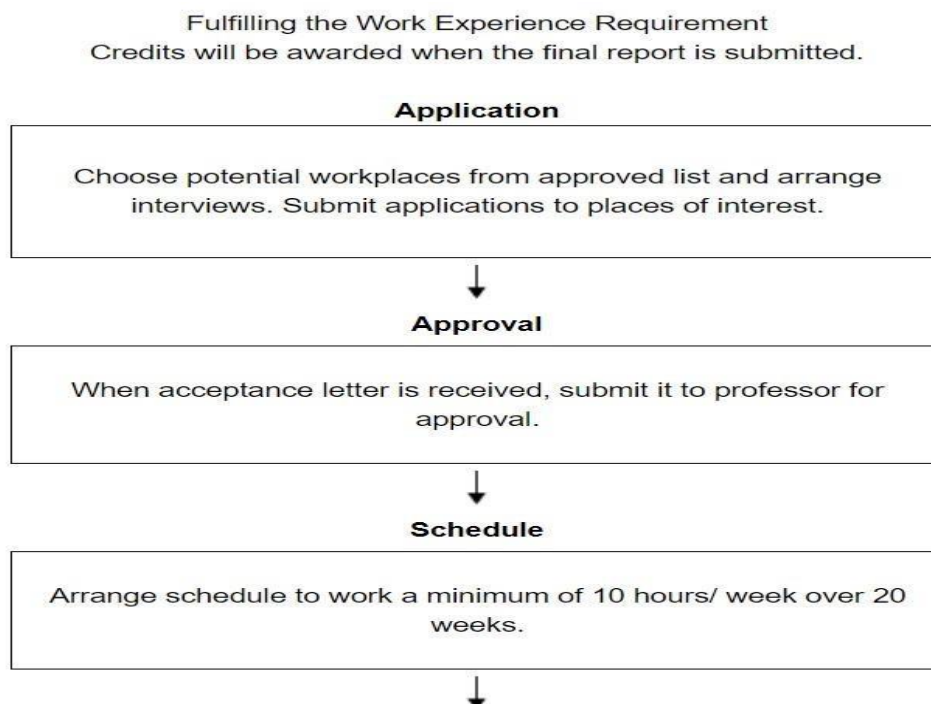 Fulfilling the Work Experience Requirement
Credits will be awarded when the final report is submitted.
Application
Choose potential workplaces from approved list and arrange
interviews. Submit applications to places of interest.
Approval
When acceptance letter is received, submit it to professor for
approval.
Schedule
Arrange schedule to work a minimum of 10 hours/ week over 20
weeks.